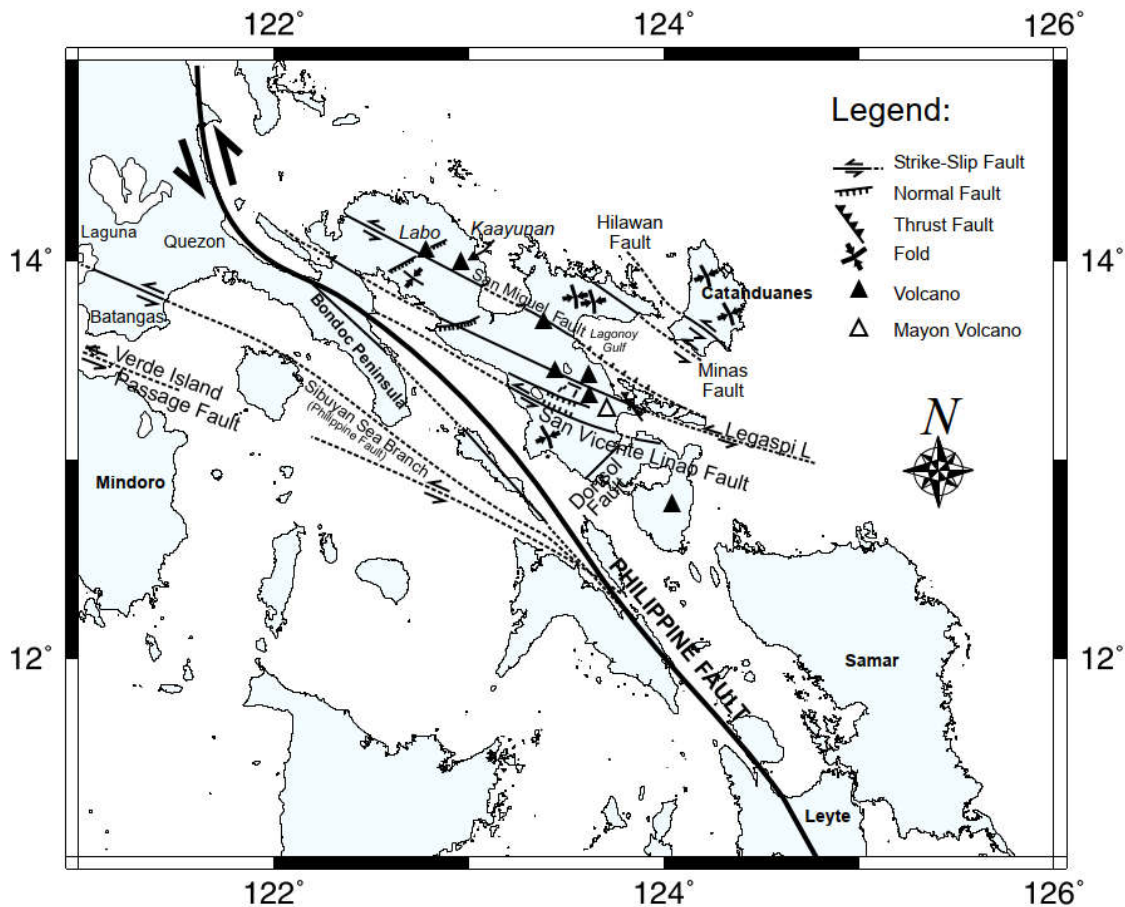 122°
124°
126°
Legend:
Strike-Slip Fault
Normal Fault
Thrust Fault
Fold
Volcano
Mayon Volcano
N
14°
14°
12°
12°
Laguna
Quezon
Batangas
Labo
Kaayunan
Hilawan
Fault
Catanduanes
San Miguel Fault
Lagonoy
Gulf
Minas
Fault
Bondoc Peninsula
Verde Island
Passage Fault
Sibuyan Sea Branch
(Philippine Fault)
Legaspi L
San Vicente Linao Fault
Donsol
Fault
Mindoro
PHILIPPINE FAULT
Samar
Leyte
122°
124°
126°